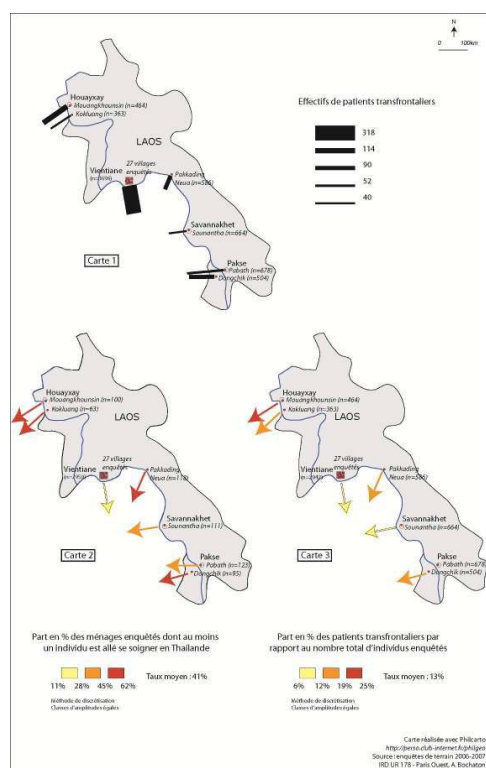 N
0 100km
Effectifs de patients transfrontaliers
318
114
90
52
40
Houayxay
Mouangkhounsin (n=464)
Kokluang (n=363)
LAOS
Vientiane
27 villages
enquêtés
Pakkading
Neua (n=585)
Savannakhet
Sounantha (n=664)
Pakse
Pabath (n=678)
Dongchik (n=504)
Carte 1
Houayxay
Mouangkhounsin (n=100)
Kokluang (n=63)
LAOS
27 villages
enquêtés
Vientiane
Pakkading
Neua (n=118)
Savannakhet
Sounantha (n=111)
Pakse
Pabath (n=123)
Dongchik (n=95)
Carte 2
Houayxay
Mouangkhounsin (n=464)
Kokluang (n=363)
LAOS
27 villages
enquêtés
Vientiane
Pakkading
Neua (n=585)
Savannakhet
Sounantha (n=664)
Pakse
Pabath (n=678)
Dongchik (n=504)
Carte 3
Part en % des ménages enquêtés dont au moins
un individu est allé se soigner en Thaïlande
11% 28% 45% 62%
Taux moyen : 41%
Méthode de discrétisation
Classes d'amplitudes égales
Part en % des patients transfrontaliers par
rapport au nombre total d'individus enquêtés
6% 12% 19% 25%
Taux moyen : 13%
Méthode de discrétisation
Classes d'amplitudes égales
Carte réalisée avec Philcarto
http://perso.club-internet.fr/philgeo
Source : enquêtes de terrain 2006-2007
IRD UR 178 - Paris Ouest, A. Bochaton